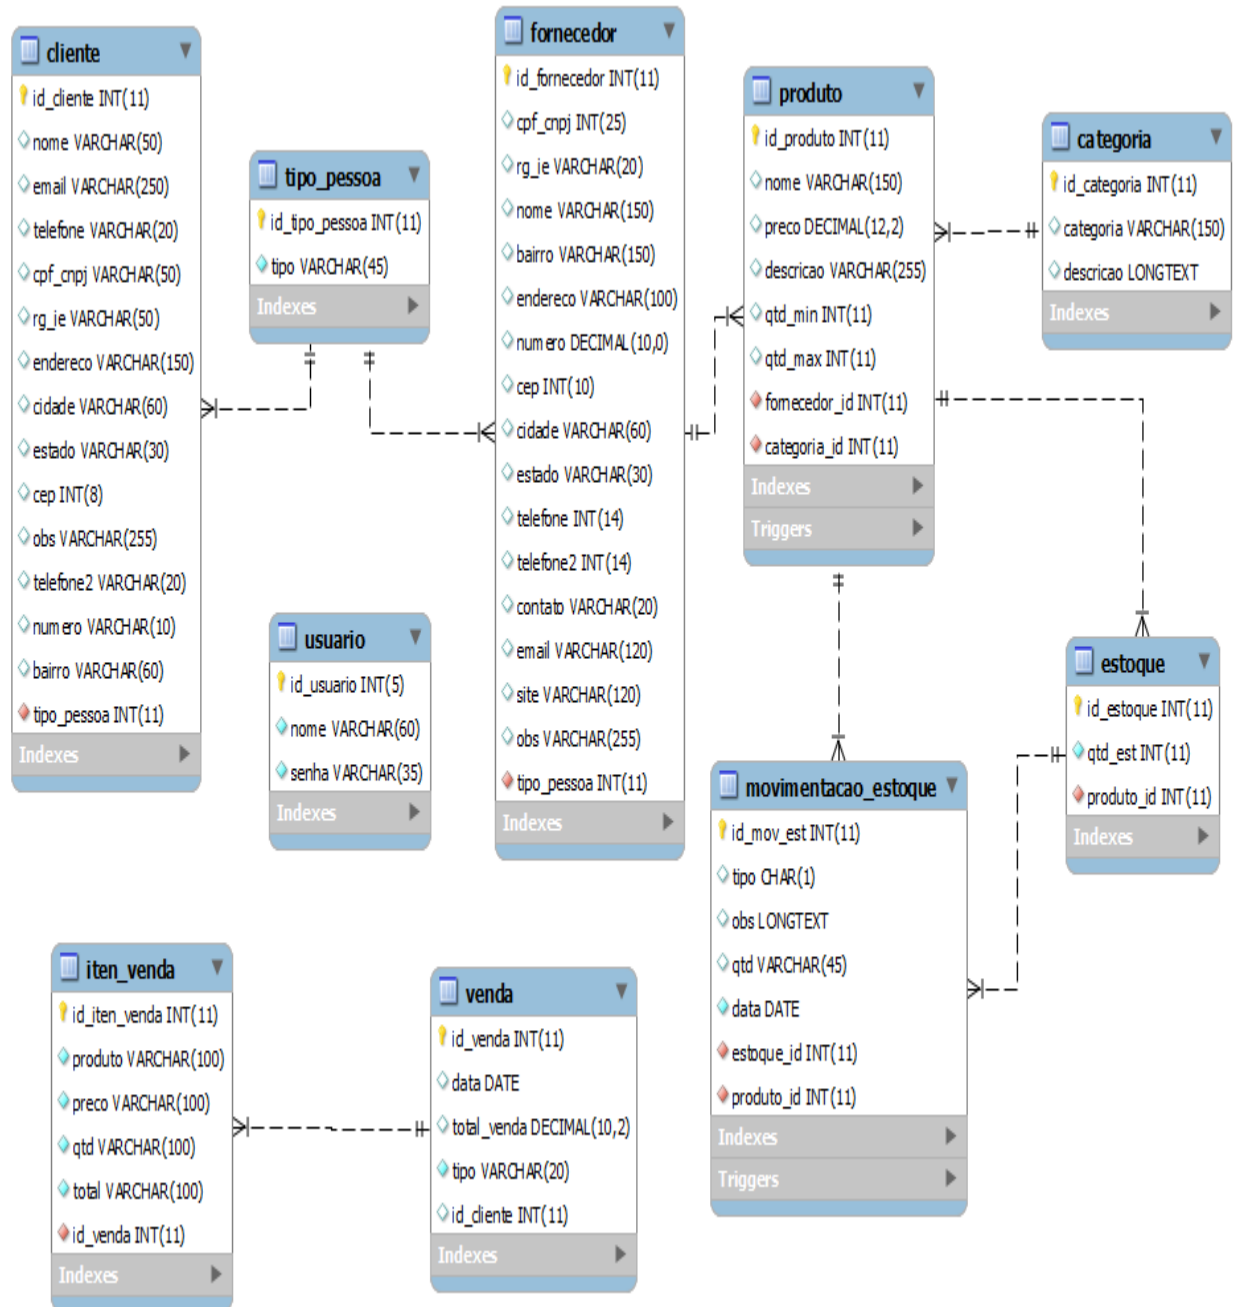 cliente
id_cliente INT(11)
nome VARCHAR(50)
email VARCHAR(250)
telefone VARCHAR(20)
cpf_cnpj VARCHAR(50)
rg_ie VARCHAR(50)
endereco VARCHAR(150)
cidade VARCHAR(60)
estado VARCHAR(30)
cep INT(8)
obs VARCHAR(255)
telefone2 VARCHAR(20)
numero VARCHAR(10)
bairro VARCHAR(60)
tipo_pessoa INT(11)
Indexes
tipo_pessoa
id_tipo_pessoa INT(11)
tipo VARCHAR(45)
Indexes
fornecedor
id_fornecedor INT(11)
cpf_cnpj INT(25)
rg_ie VARCHAR(20)
nome VARCHAR(150)
bairro VARCHAR(150)
endereco VARCHAR(100)
numero DECIMAL(10,0)
cep INT(10)
cidade VARCHAR(60)
estado VARCHAR(30)
telefone INT(14)
telefone2 INT(14)
contato VARCHAR(20)
email VARCHAR(120)
site VARCHAR(120)
obs VARCHAR(255)
tipo_pessoa INT(11)
Indexes
produto
id_produto INT(11)
nome VARCHAR(150)
preco DECIMAL(12,2)
descricao VARCHAR(255)
qtd_min INT(11)
qtd_max INT(11)
fornecedor_id INT(11)
categoria_id INT(11)
Indexes
Triggers
categoria
id_categoria INT(11)
categoria VARCHAR(150)
descricao LONGTEXT
Indexes
usuario
id_usuario INT(5)
nome VARCHAR(60)
senha VARCHAR(35)
Indexes
estoque
id_estoque INT(11)
qtd_est INT(11)
produto_id INT(11)
Indexes
movimentacao_estoque
id_mov_est INT(11)
tipo CHAR(1)
obs LONGTEXT
qtd VARCHAR(45)
data DATE
estoque_id INT(11)
produto_id INT(11)
Indexes
Triggers
iten_venda
id_iten_venda INT(11)
produto VARCHAR(100)
preco VARCHAR(100)
qtd VARCHAR(100)
total VARCHAR(100)
id_venda INT(11)
Indexes
venda
id_venda INT(11)
data DATE
total_venda DECIMAL(10,2)
tipo VARCHAR(20)
id_cliente INT(11)
Indexes